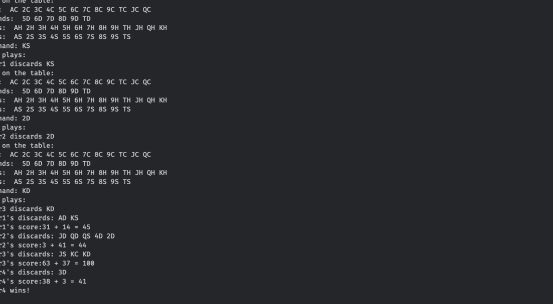 on the table:
: AC 2C 3C 4C 5C 6C 7C 8C 9C TC JC QC
nds: 5D 6D 7D 8D 9D TD
s: AH 2H 3H 4H 5H 6H 7H 8H 9H TH JH QH KH
s: AS 2S 3S 4S 5S 6S 7S 8S 9S TS
hand: KS
plays:
r1 discards KS
on the table:
: AC 2C 3C 4C 5C 6C 7C 8C 9C TC JC QC
nds: 5D 6D 7D 8D 9D TD
s: AH 2H 3H 4H 5H 6H 7H 8H 9H TH JH QH KH
s: AS 2S 3S 4S 5S 6S 7S 8S 9S TS
hand: 2D
plays:
r2 discards 2D
on the table:
: AC 2C 3C 4C 5C 6C 7C 8C 9C TC JC QC
nds: 5D 6D 7D 8D 9D TD
s: AH 2H 3H 4H 5H 6H 7H 8H 9H TH JH QH KH
s: AS 2S 3S 4S 5S 6S 7S 8S 9S TS
hand: KD
plays:
r3 discards KD
r1's discards: AD KS
r1's score:31 + 14 = 45
r2's discards: JD QD QS 4D 2D
r2's score:3 + 41 = 44
r3's discards: JS KC KD
r3's score:63 + 37 = 100
r4's discards: 3D
r4's score:38 + 3 = 41
r4 wins!